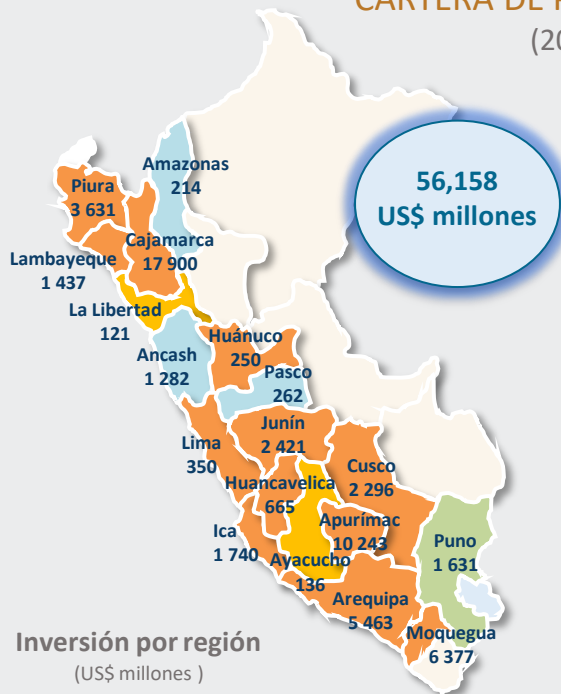 CARTERA DE
(20
56,158
US$ millones
Amazonas
214
Piura
3 631
Cajamarca
17 900
Lambayeque
1 437
La Libertad
121
Huánuco
250
Ancash
1 282
Pasco
262
Junín
2 421
Lima
350
Cusco
2 296
Huancavelica
665
Apurímac
10 243
Ica
1 740
Puno
1 631
Ayacucho
136
Arequipa
5 463
Moquegua
6 377
Inversión por región
(US$ millones )